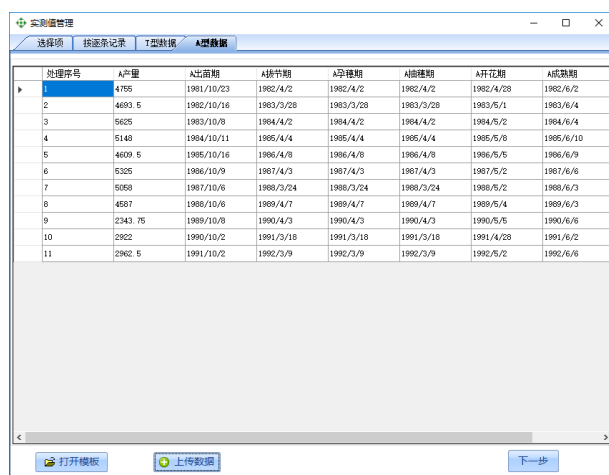 实测值管理
选择项 按逐条记录 T型数据 A型数据
处理序号 A产量 A出苗期 A拔节期 A孕穗期 A抽穗期 A开花期 A成熟期
1 4755 1981/10/23 1982/4/2 1982/4/2 1982/4/2 1982/4/28 1982/6/2
2 4693.5 1982/10/16 1983/3/28 1983/3/28 1983/3/28 1983/5/1 1983/6/4
3 5625 1983/10/8 1984/4/2 1984/4/2 1984/4/2 1984/5/2 1984/6/4
4 5148 1984/10/11 1985/4/4 1985/4/4 1985/4/4 1985/5/8 1985/6/10
5 4609.5 1985/10/16 1986/4/8 1986/4/8 1986/4/8 1986/5/5 1986/6/9
6 5325 1986/10/9 1987/4/3 1987/4/3 1987/4/3 1987/5/2 1987/6/6
7 5058 1987/10/6 1988/3/24 1988/3/24 1988/3/24 1988/5/2 1988/6/3
8 4587 1988/10/6 1989/4/7 1989/4/7 1989/4/7 1989/5/4 1989/6/3
9 2343.75 1989/10/8 1990/4/3 1990/4/3 1990/4/3 1990/5/5 1990/6/6
10 2922 1990/10/2 1991/3/18 1991/3/18 1991/3/18 1991/4/28 1991/6/2
11 2962.5 1991/10/2 1992/3/9 1992/3/9 1992/3/9 1992/5/2 1992/6/6
打开模板 上传数据 下一步